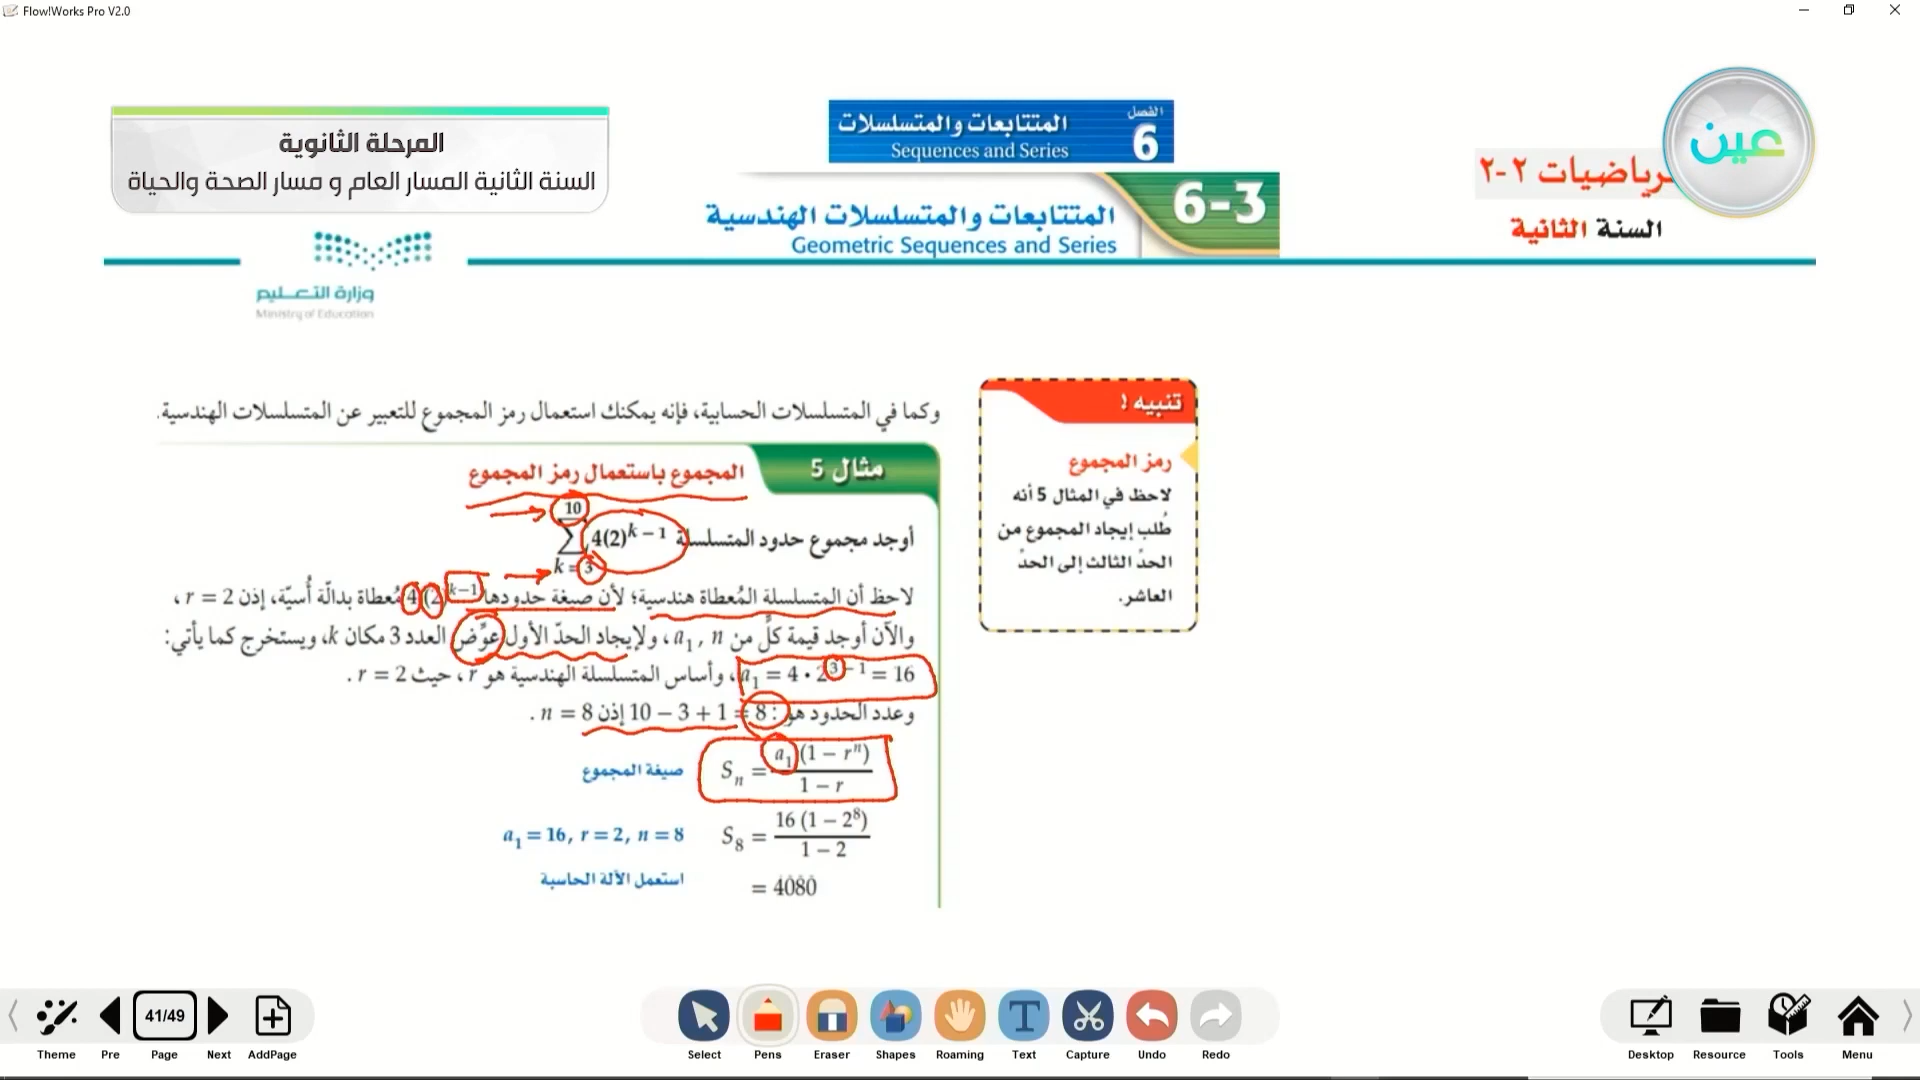 Flow!Works Pro V2.0
عين
رياضيات ٢-٢
السنة الثانية
الفصل 6
المتتابعات والمتسلسلات
Sequences and Series
6-3
المتتابعات والمتسلسلات الهندسية
Geometric Sequences and Series
المرحلة الثانوية
السنة الثانية المسار العام و مسار الصحة والحياة
وزارة التعليم
Ministry of Education
تنبيه !
رمز المجموع
لاحظ في المثال 5 أنه
طُلب إيجاد المجموع من
الحدّ الثالث إلى الحدّ
العاشر.
وكما في المتسلسلات الحسابية، فإنه يمكنك استعمال رمز المجموع للتعبير عن المتسلسلات الهندسية.
مثال 5
المجموع باستعمال رمز المجموع
أوجد مجموع حدود المتسلسلة \sum_{k=3}^{10} 4(2)^{k-1}
لاحظ أن المتسلسلة المُعطاة هندسية؛ لأن صيغة حدودها 4(2)^{k-1} مُعطاة بدالّة أُسيّة، إذن r = 2 ،
والآن أوجد قيمة كلٍّ من a₁, n ، ولإيجاد الحدّ الأول عوِّض العدد 3 مكان k، ويستخرج كما يأتي:
a₁ = 4 · 2^{3-1} = 16 ، وأساس المتسلسلة الهندسية هو r ، حيث r = 2 .
وعدد الحدود هو: 10 − 3 + 1 = 8 إذن n = 8 .
صيغة المجموع S_n = \frac{a₁(1 − r^n)}{1 − r}
a₁ = 16, r = 2, n = 8 S₈ = \frac{16 (1 − 2⁸)}{1 − 2}
استعمل الآلة الحاسبة = 4080
41/49
Theme
Pre
Page
Next
AddPage
Select
Pens
Eraser
Shapes
Roaming
Text
Capture
Undo
Redo
Desktop
Resource
Tools
Menu